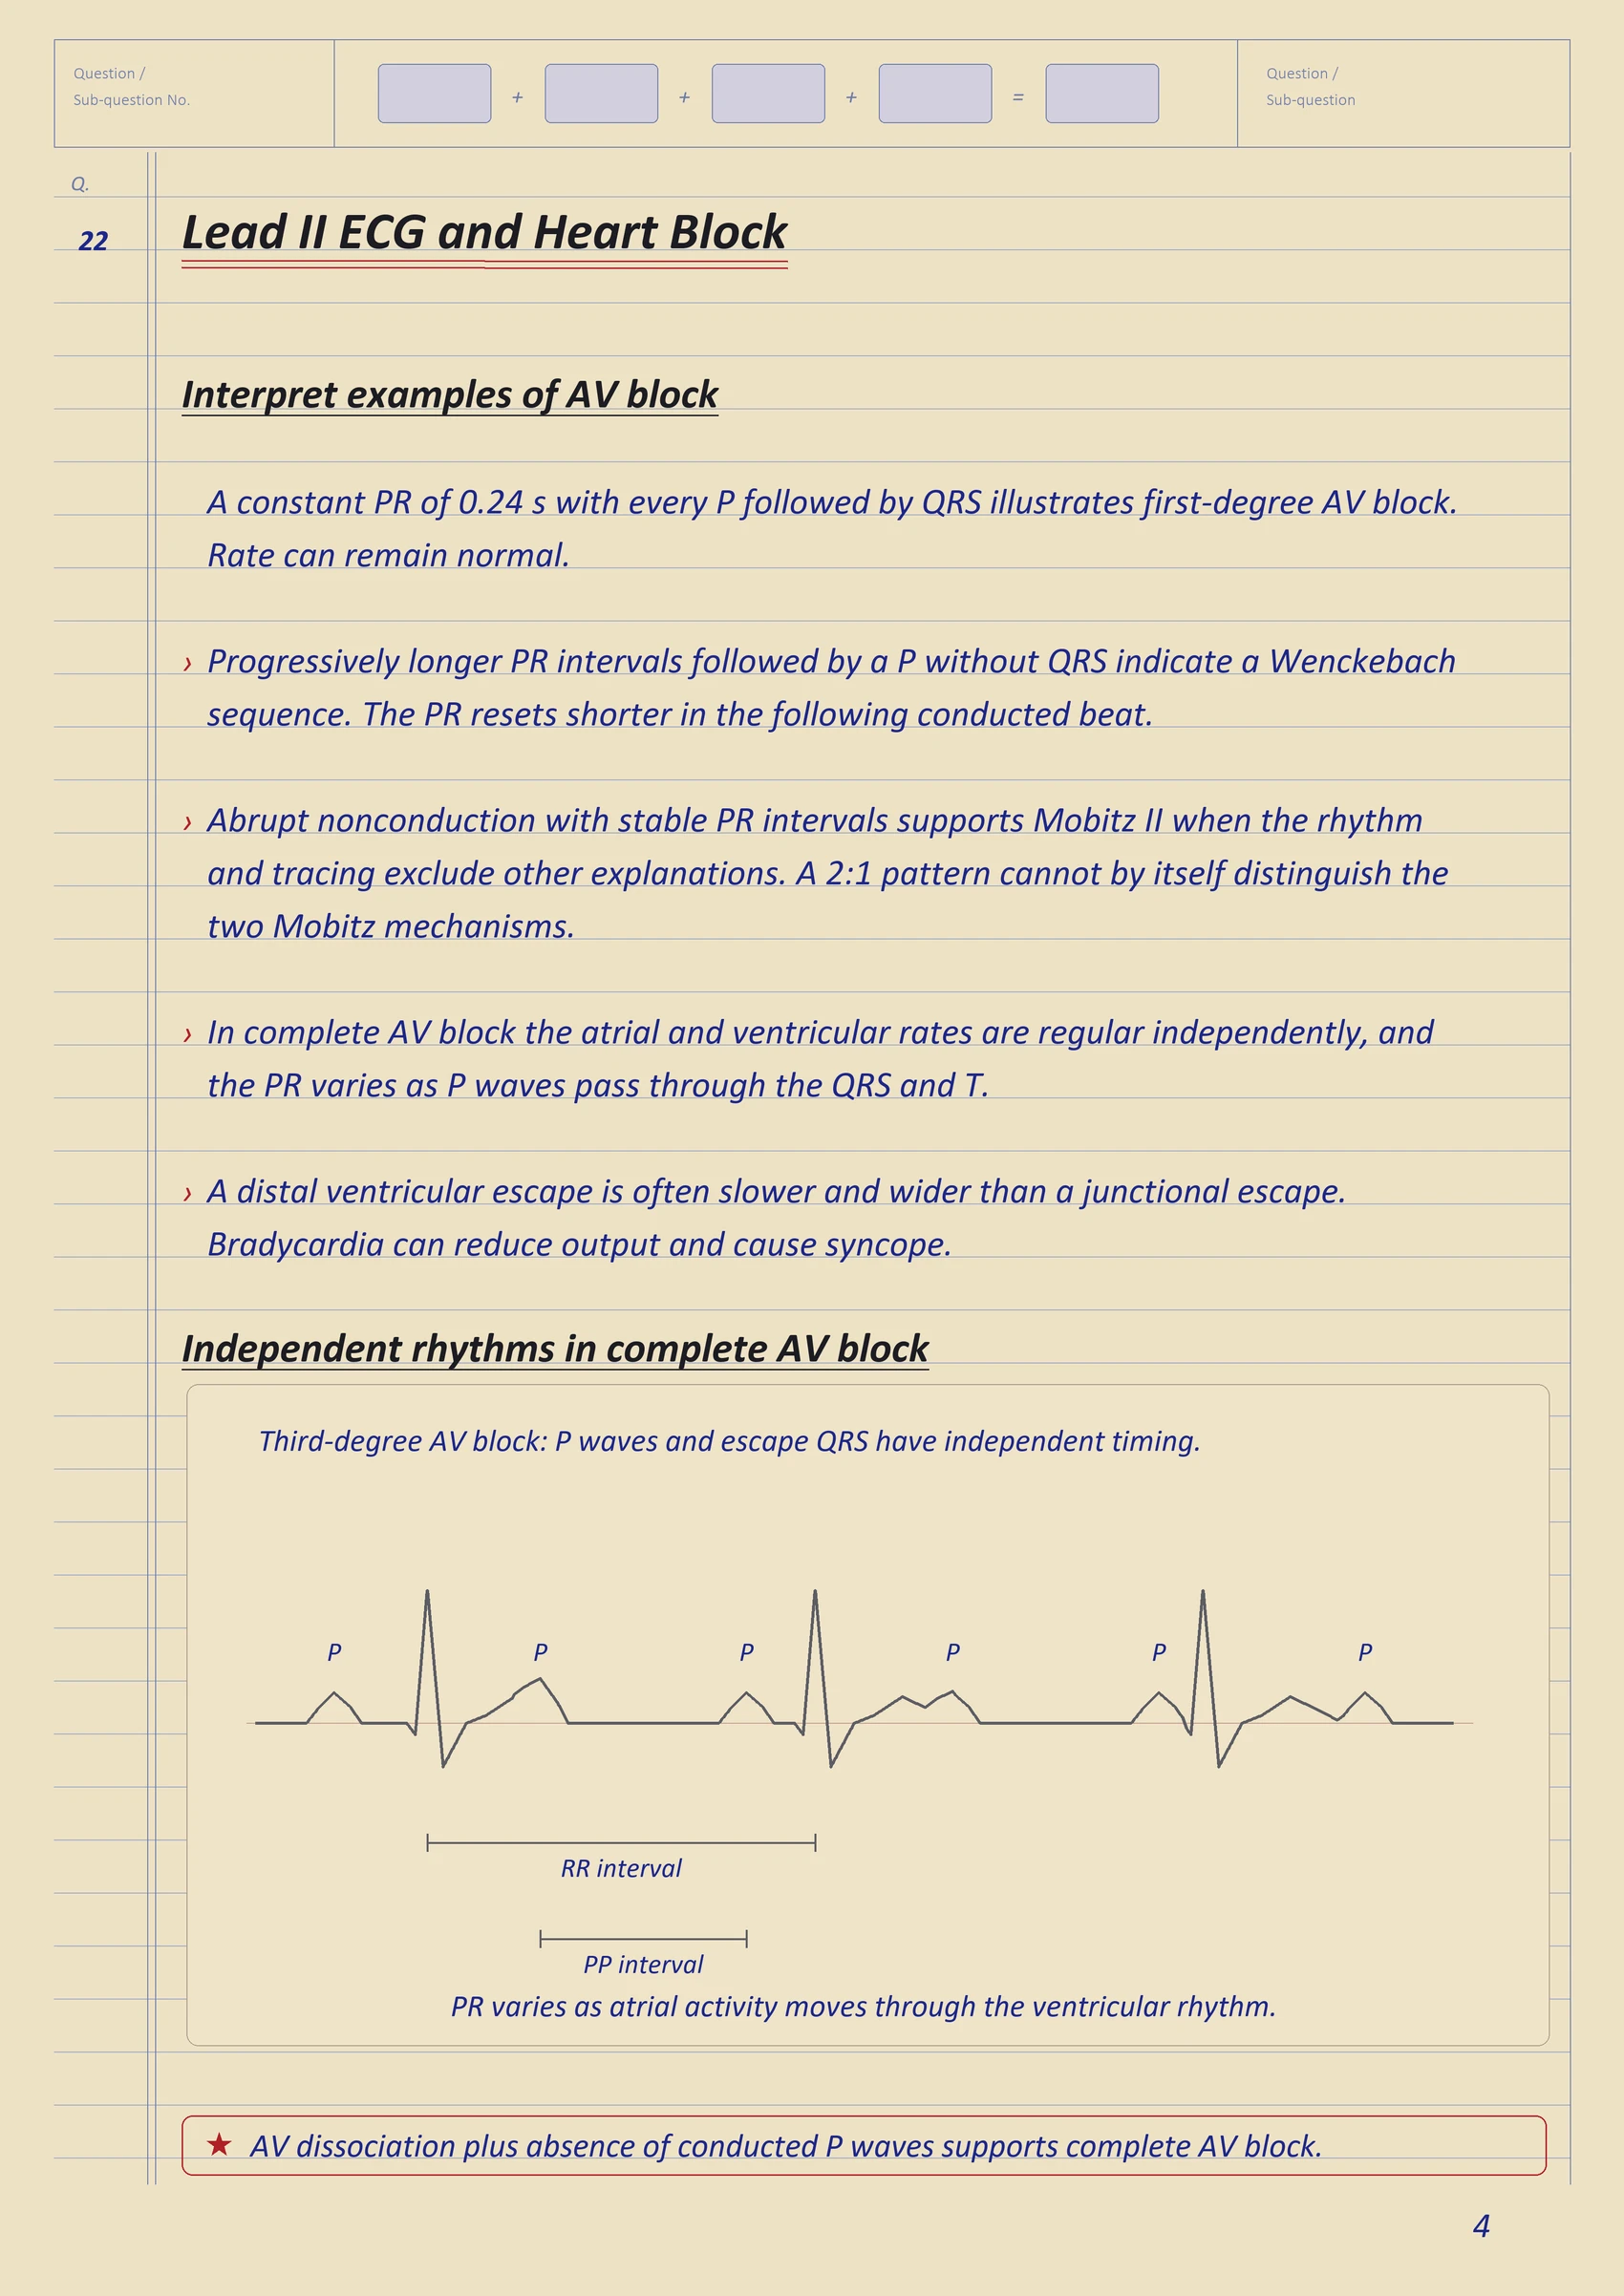 Question /
Sub-question No.
+ + + =
Question /
Sub-question
Q.
22
Lead II ECG and Heart Block
Interpret examples of AV block
A constant PR of 0.24 s with every P followed by QRS illustrates first-degree AV block.
Rate can remain normal.
› Progressively longer PR intervals followed by a P without QRS indicate a Wenckebach
sequence. The PR resets shorter in the following conducted beat.
› Abrupt nonconduction with stable PR intervals supports Mobitz II when the rhythm
and tracing exclude other explanations. A 2:1 pattern cannot by itself distinguish the
two Mobitz mechanisms.
› In complete AV block the atrial and ventricular rates are regular independently, and
the PR varies as P waves pass through the QRS and T.
› A distal ventricular escape is often slower and wider than a junctional escape.
Bradycardia can reduce output and cause syncope.
Independent rhythms in complete AV block
Third-degree AV block: P waves and escape QRS have independent timing.
P P P P P P
RR interval
PP interval
PR varies as atrial activity moves through the ventricular rhythm.
★ AV dissociation plus absence of conducted P waves supports complete AV block.
4